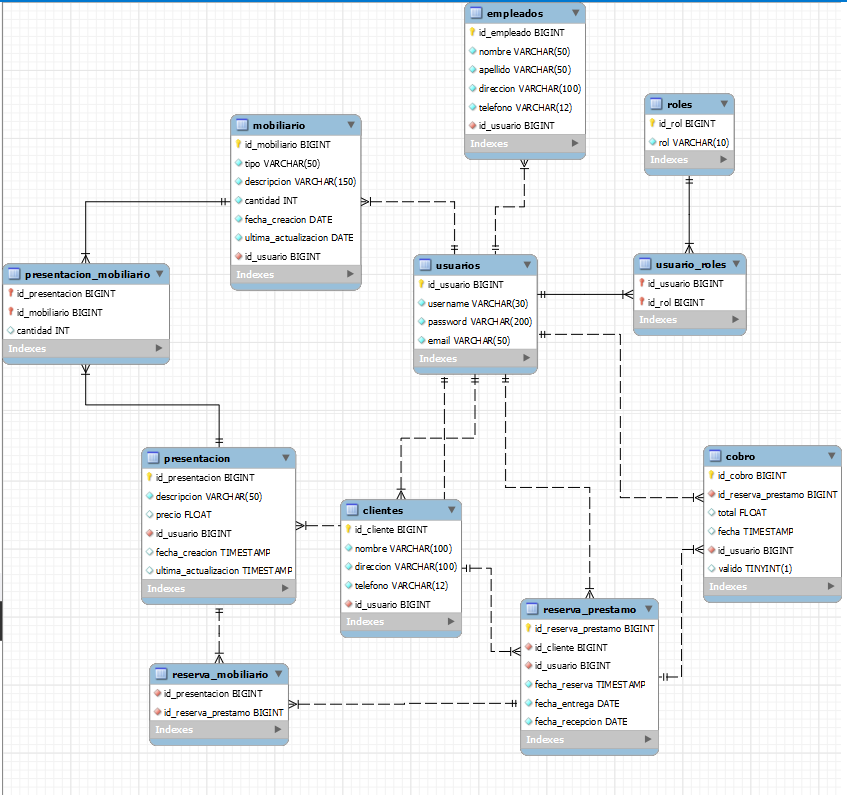 empleados
id_empleado BIGINT
nombre VARCHAR(50)
apellido VARCHAR(50)
direccion VARCHAR(100)
telefono VARCHAR(12)
id_usuario BIGINT
Indexes
roles
id_rol BIGINT
rol VARCHAR(10)
Indexes
mobiliario
id_mobiliario BIGINT
tipo VARCHAR(50)
descripcion VARCHAR(150)
cantidad INT
fecha_creacion DATE
ultima_actualizacion DATE
id_usuario BIGINT
Indexes
presentacion_mobiliario
id_presentacion BIGINT
id_mobiliario BIGINT
cantidad INT
Indexes
usuarios
id_usuario BIGINT
username VARCHAR(30)
password VARCHAR(200)
email VARCHAR(50)
Indexes
usuario_roles
id_usuario BIGINT
id_rol BIGINT
Indexes
presentacion
id_presentacion BIGINT
descripcion VARCHAR(50)
precio FLOAT
id_usuario BIGINT
fecha_creacion TIMESTAMP
ultima_actualizacion TIMESTAMP
Indexes
clientes
id_cliente BIGINT
nombre VARCHAR(100)
direccion VARCHAR(100)
telefono VARCHAR(12)
id_usuario BIGINT
Indexes
cobro
id_cobro BIGINT
id_reserva_prestamo BIGINT
total FLOAT
fecha TIMESTAMP
id_usuario BIGINT
valido TINYINT(1)
Indexes
reserva_prestamo
id_reserva_prestamo BIGINT
id_cliente BIGINT
id_usuario BIGINT
fecha_reserva TIMESTAMP
fecha_entrega DATE
fecha_recepcion DATE
Indexes
reserva_mobiliario
id_presentacion BIGINT
id_reserva_prestamo BIGINT
Indexes